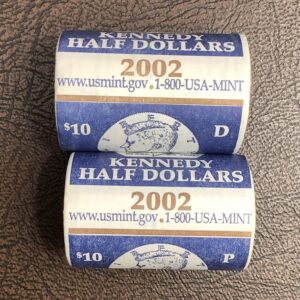 KENNEDY
HALF DOLLARS
2002
www.usmint.gov.1-800-USA-MINT
$10 D
KENNEDY
HALF DOLLARS
2002
www.usmint.gov.1-800-USA-MINT
$10 P